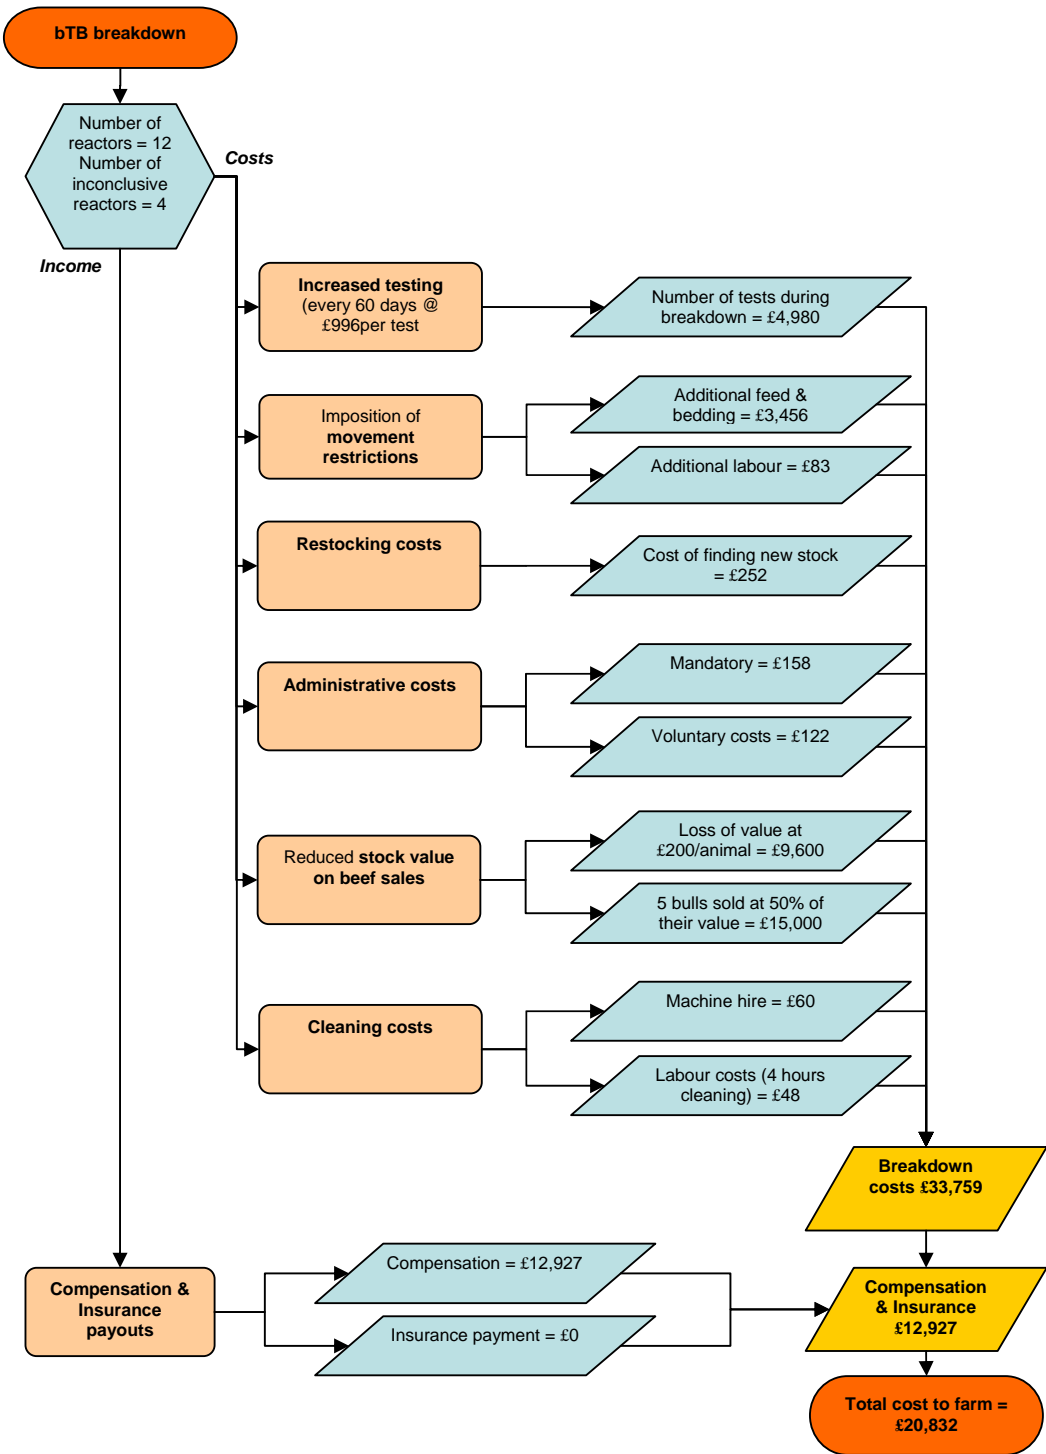 bTB breakdown
Number of
reactors = 12
Number of
inconclusive
reactors = 4
Costs
Income
Increased testing
(every 60 days @
£996per test
Number of tests during
breakdown = £4,980
Imposition of
movement
restrictions
Additional feed &
bedding = £3,456
Additional labour = £83
Restocking costs
Cost of finding new stock
= £252
Administrative costs
Mandatory = £158
Voluntary costs = £122
Reduced stock value
on beef sales
Loss of value at
£200/animal = £9,600
5 bulls sold at 50% of
their value = £15,000
Cleaning costs
Machine hire = £60
Labour costs (4 hours
cleaning) = £48
Breakdown
costs £33,759
Compensation &
Insurance
payouts
Compensation = £12,927
Insurance payment = £0
Compensation
& Insurance
£12,927
Total cost to farm =
£20,832